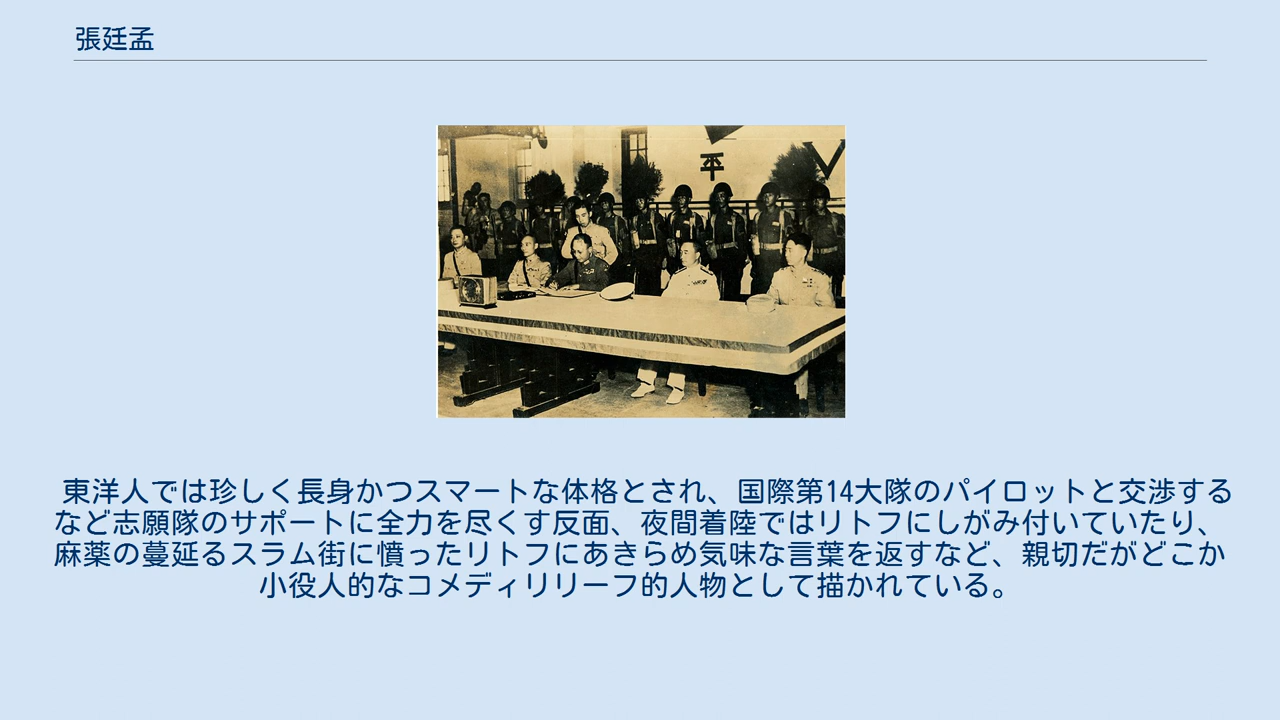 張廷孟
平
東洋人では珍しく長身かつスマートな体格とされ、国際第14大隊のパイロットと交渉する
など志願隊のサポートに全力を尽くす反面、夜間着陸ではリトフにしがみ付いていたり、
麻薬の蔓延るスラム街に憤ったリトフにあきらめ気味な言葉を返すなど、親切だがどこか
小役人的なコメディリリーフ的人物として描かれている。